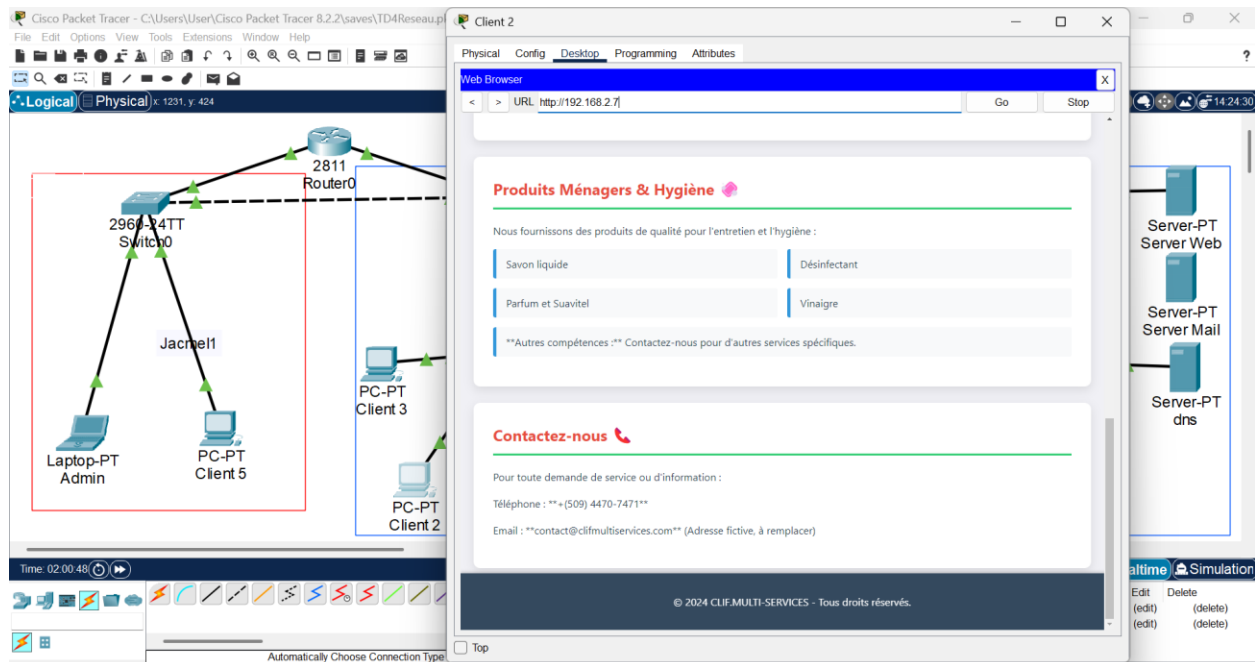 Cisco Packet Tracer - C:\Users\User\Cisco Packet Tracer 8.2.2\saves\TD4Reseau.p
File Edit Options View Tools Extensions Window Help
?
Logical Physical x: 1231, y: 424
14:24:30
Client 2
Physical Config Desktop Programming Attributes
Web Browser
X
< > URL http://192.168.2.7 Go Stop
Produits Ménagers & Hygiène
Nous fournissons des produits de qualité pour l'entretien et l'hygiène :
Savon liquide
Désinfectant
Parfum et Suavitel
Vinaigre
**Autres compétences :** Contactez-nous pour d'autres services spécifiques.
Contactez-nous
Pour toute demande de service ou d'information :
Téléphone : **+(509) 4470-7471**
Email : **contact@clifmultiservices.com** (Adresse fictive, à remplacer)
© 2024 CLIF.MULTI-SERVICES - Tous droits réservés.
Top
2811
Router0
2960-24TT
Switch0
Jacmel1
Laptop-PT
Admin
PC-PT
Client 5
PC-PT
Client 3
PC-PT
Client 2
Server-PT
Server Web
Server-PT
Server Mail
Server-PT
dns
Time: 02:00:48
altime Simulation
Edit Delete
(edit) (delete)
(edit) (delete)
Automatically Choose Connection Type